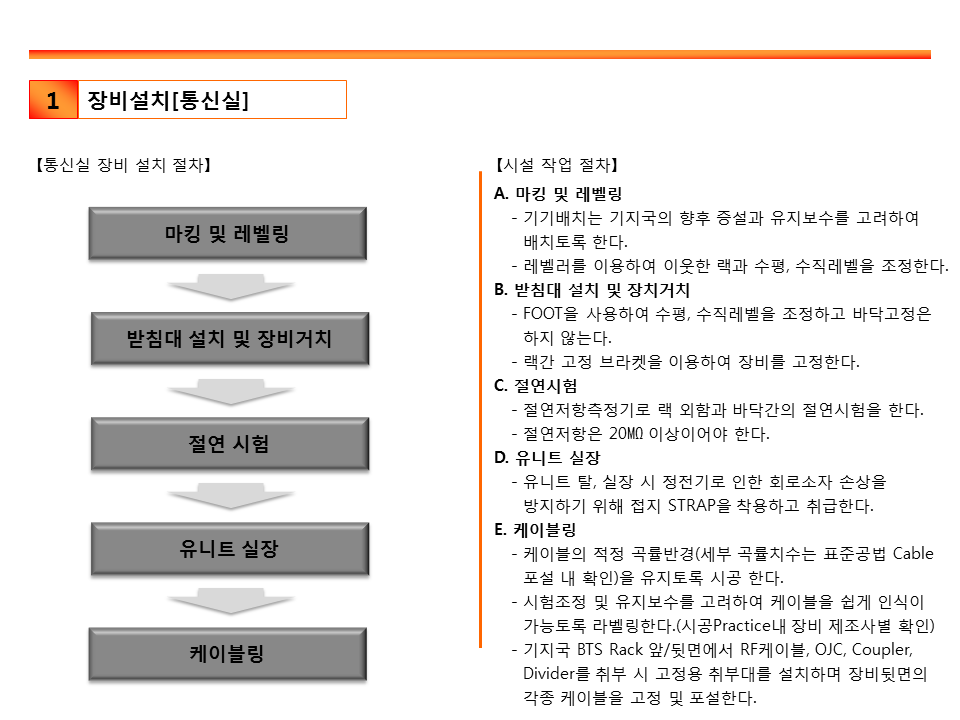 1 장비설치[통신실]
【통신실 장비 설치 절차】
마킹 및 레벨링
받침대 설치 및 장비거치
절연 시험
유니트 실장
케이블링
【시설 작업 절차】
A. 마킹 및 레벨링
- 기기배치는 기지국의 향후 증설과 유지보수를 고려하여
배치토록 한다.
- 레벨러를 이용하여 이웃한 랙과 수평, 수직레벨을 조정한다.
B. 받침대 설치 및 장치거치
- FOOT을 사용하여 수평, 수직레벨을 조정하고 바닥고정은
하지 않는다.
- 랙간 고정 브라켓을 이용하여 장비를 고정한다.
C. 절연시험
- 절연저항측정기로 랙 외함과 바닥간의 절연시험을 한다.
- 절연저항은 20㏁ 이상이어야 한다.
D. 유니트 실장
- 유니트 탈, 실장 시 정전기로 인한 회로소자 손상을
방지하기 위해 접지 STRAP을 착용하고 취급한다.
E. 케이블링
- 케이블의 적정 곡률반경(세부 곡률치수는 표준공법 Cable
포설 내 확인)을 유지토록 시공 한다.
- 시험조정 및 유지보수를 고려하여 케이블을 쉽게 인식이
가능토록 라벨링한다.(시공Practice내 장비 제조사별 확인)
- 기지국 BTS Rack 앞/뒷면에서 RF케이블, OJC, Coupler,
Divider를 취부 시 고정용 취부대를 설치하며 장비뒷면의
각종 케이블을 고정 및 포설한다.